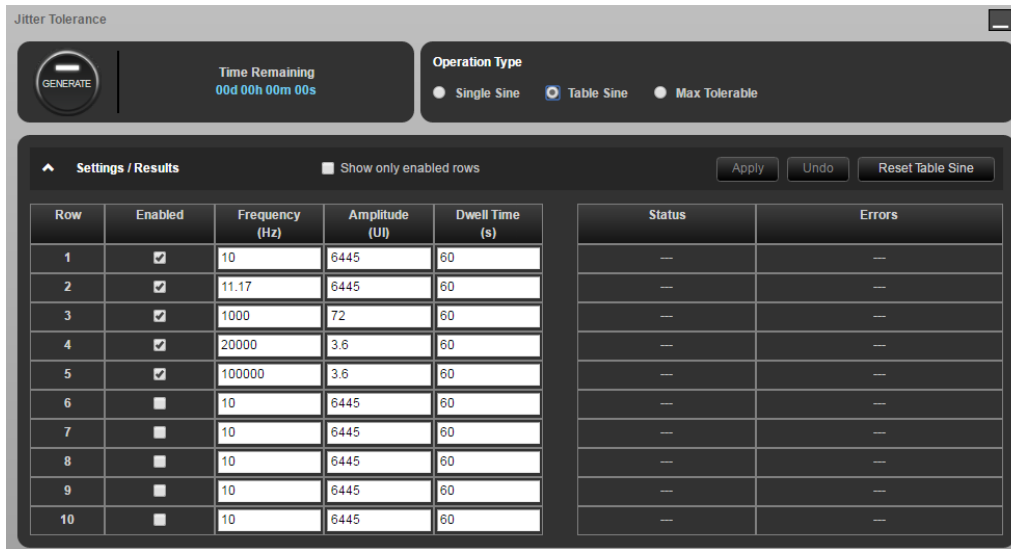 Jitter Tolerance
GENERATE
Time Remaining
00d 00h 00m 00s
Operation Type
Single Sine Table Sine Max Tolerable
Settings / Results Show only enabled rows Apply Undo Reset Table Sine
Row Enabled Frequency (Hz) Amplitude (UI) Dwell Time (s) Status Errors
1 10 6445 60 --- ---
2 11.17 6445 60 --- ---
3 1000 72 60 --- ---
4 20000 3.6 60 --- ---
5 100000 3.6 60 --- ---
6 10 6445 60 --- ---
7 10 6445 60 --- ---
8 10 6445 60 --- ---
9 10 6445 60 --- ---
10 10 6445 60 --- ---